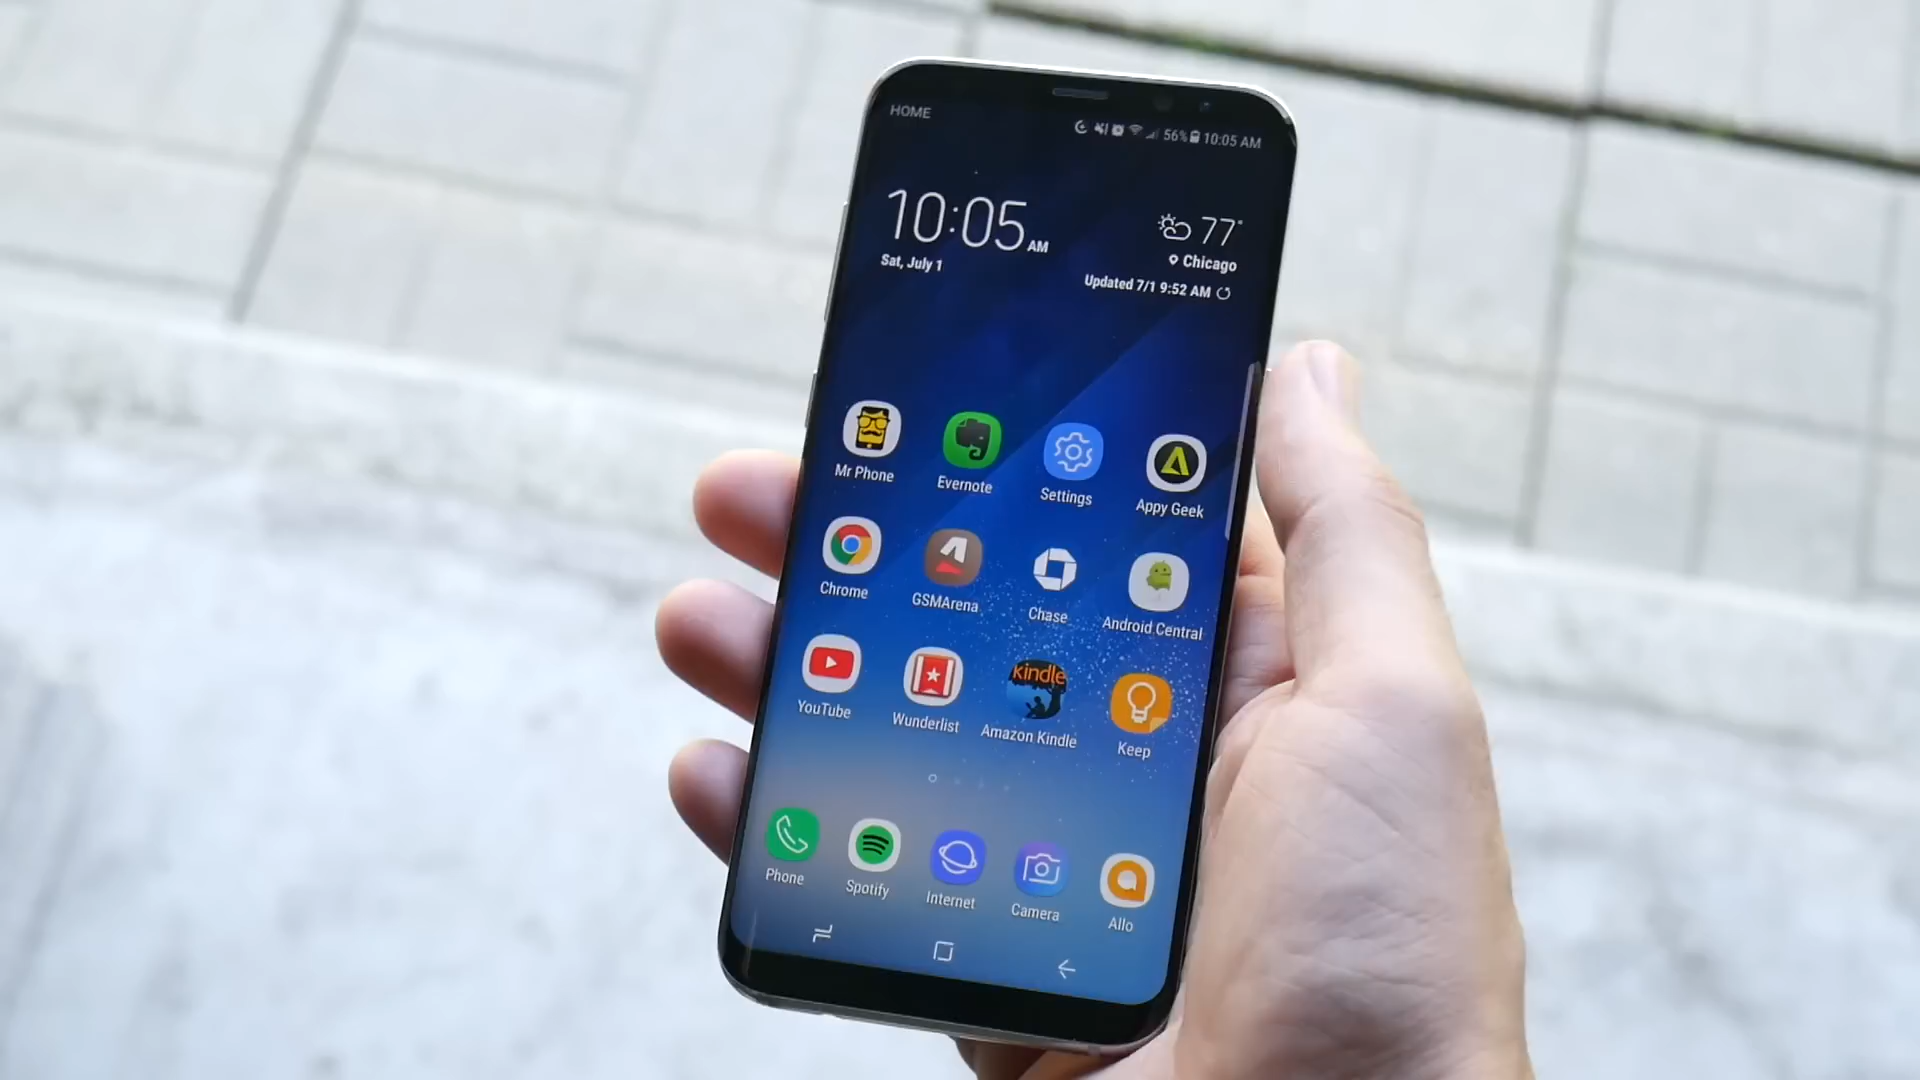 HOME
56% 10:05 AM
10:05 AM
Sat, July 1
77°
Chicago
Updated 7/1 9:52 AM
Mr Phone
Evernote
Settings
Appy Geek
Chrome
GSMArena
Chase
Android Central
YouTube
Wunderlist
kindle
Amazon Kindle
Keep
Phone
Spotify
Internet
Camera
Allo